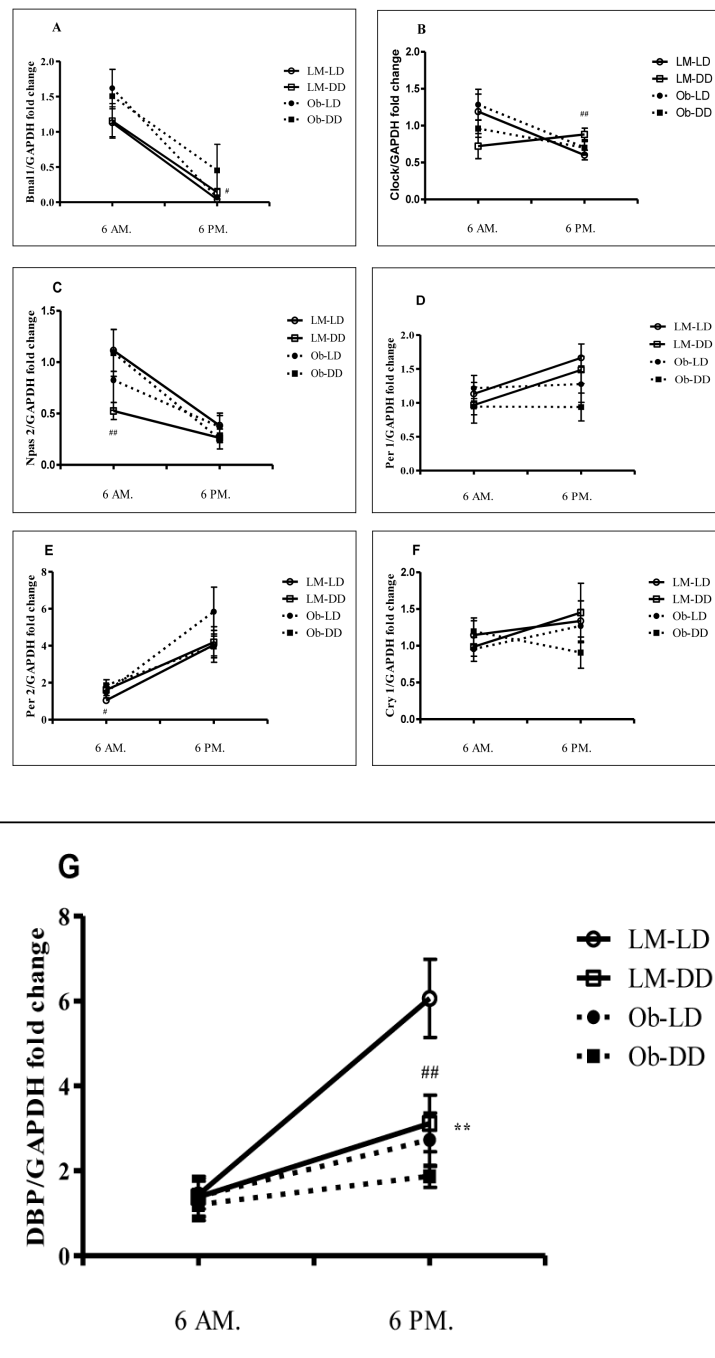 A
Bmal1/GAPDH fold change
2.0
1.5
1.0
0.5
0.0
#
6 AM.
6 PM.
LM-LD
LM-DD
Ob-LD
Ob-DD
B
Clock/GAPDH fold change
2.0
1.5
1.0
0.5
0.0
##
6 AM.
6 PM.
LM-LD
LM-DD
Ob-LD
Ob-DD
C
Npas 2/GAPDH fold change
1.5
1.0
0.5
0.0
##
6 AM.
6 PM.
LM-LD
LM-DD
Ob-LD
Ob-DD
D
Per 1/GAPDH fold change
2.0
1.5
1.0
0.5
0.0
6 AM.
6 PM.
LM-LD
LM-DD
Ob-LD
Ob-DD
E
Per 2/GAPDH fold change
8
6
4
2
0
#
6 AM.
6 PM.
LM-LD
LM-DD
Ob-LD
Ob-DD
F
Cry 1/GAPDH fold change
2.0
1.5
1.0
0.5
0.0
6 AM.
6 PM.
LM-LD
LM-DD
Ob-LD
Ob-DD
G
DBP/GAPDH fold change
8
6
4
2
0
##
**
6 AM.
6 PM.
LM-LD
LM-DD
Ob-LD
Ob-DD